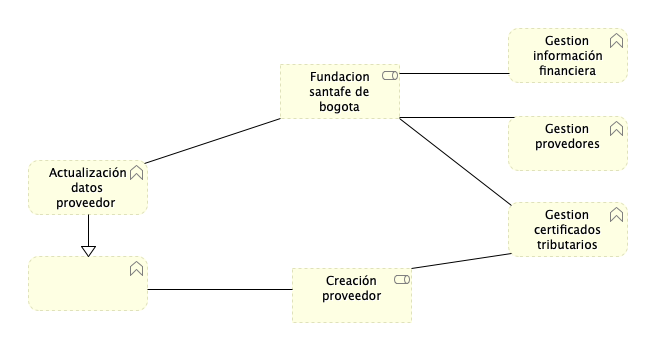 Gestion
información
financiera
Fundacion
santafe de
bogota
Gestion
provedores
Actualización
datos
proveedor
Gestion
certificados
tributarios
Creación
proveedor